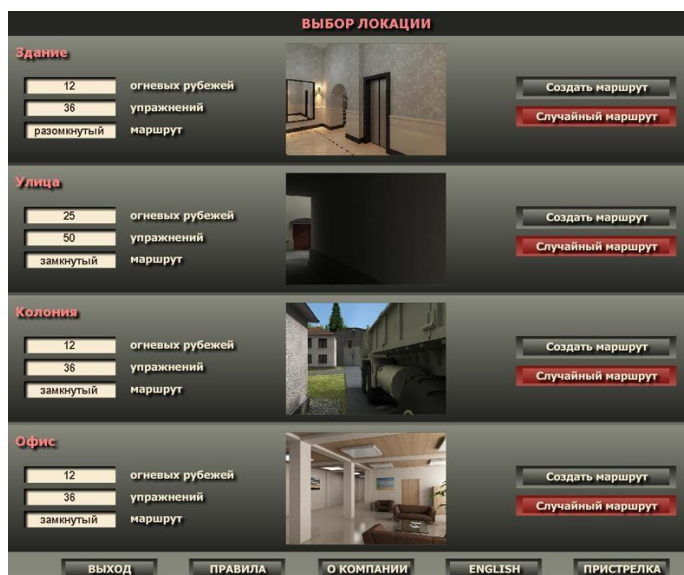 ВЫБОР ЛОКАЦИИ
Здание
12 огневых рубежей
36 упражнений
разомкнутый маршрут
Создать маршрут
Случайный маршрут
Улица
25 огневых рубежей
50 упражнений
замкнутый маршрут
Создать маршрут
Случайный маршрут
Колония
12 огневых рубежей
36 упражнений
замкнутый маршрут
Создать маршрут
Случайный маршрут
Офис
12 огневых рубежей
36 упражнений
замкнутый маршрут
Создать маршрут
Случайный маршрут
ВЫХОД ПРАВИЛА О КОМПАНИИ ENGLISH ПРИСТРЕЛКА